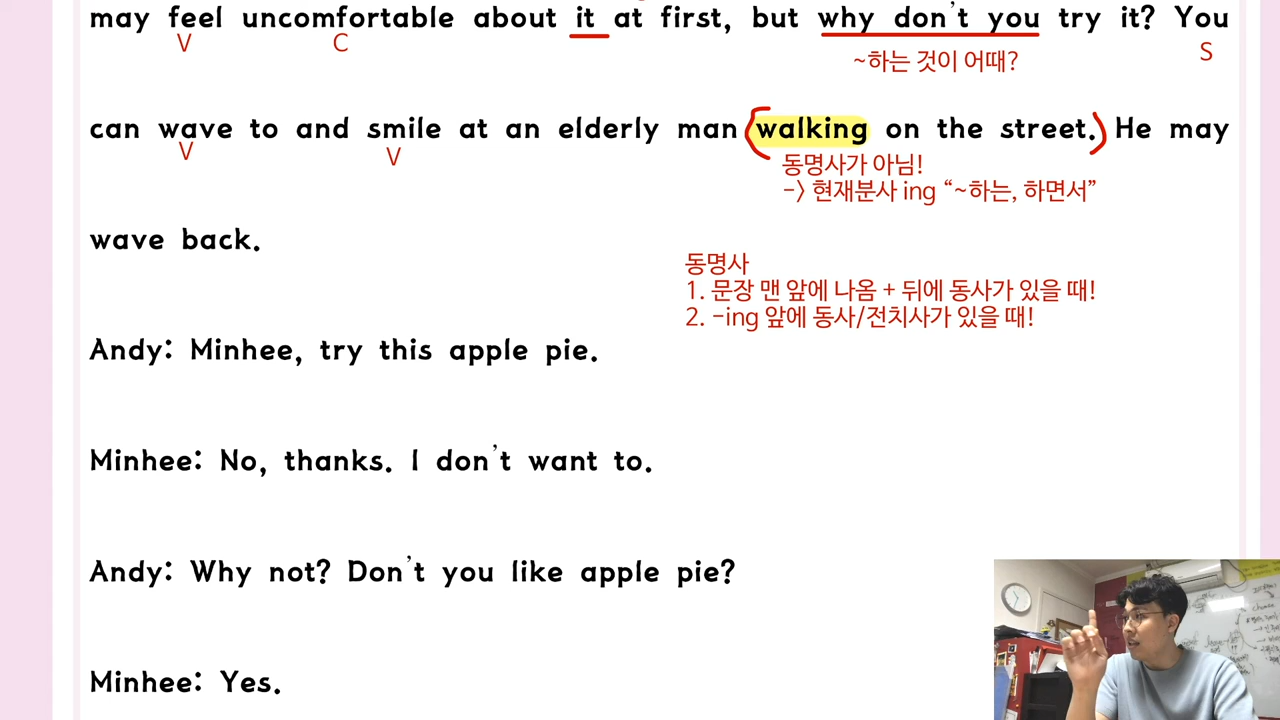 may feel uncomfortable about it at first, but why don't you try it? You
V C S
~하는 것이 어때?
can wave to and smile at an elderly man (walking on the street.) He may
V V
동명사가 아님!
-> 현재분사 ing "~하는, 하면서"
wave back.
동명사
1. 문장 맨 앞에 나옴 + 뒤에 동사가 있을 때!
2. -ing 앞에 동사/전치사가 있을 때!
Andy: Minhee, try this apple pie.
Minhee: No, thanks. I don't want to.
Andy: Why not? Don't you like apple pie?
Minhee: Yes.